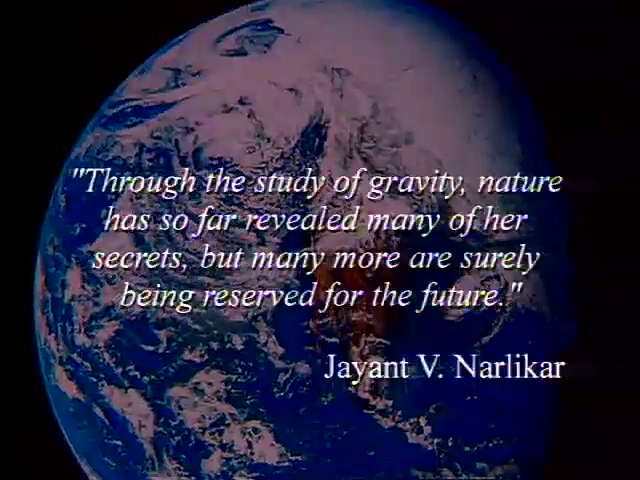 "Through the study of gravity, nature
has so far revealed many of her
secrets, but many more are surely
being reserved for the future."
Jayant V. Narlikar